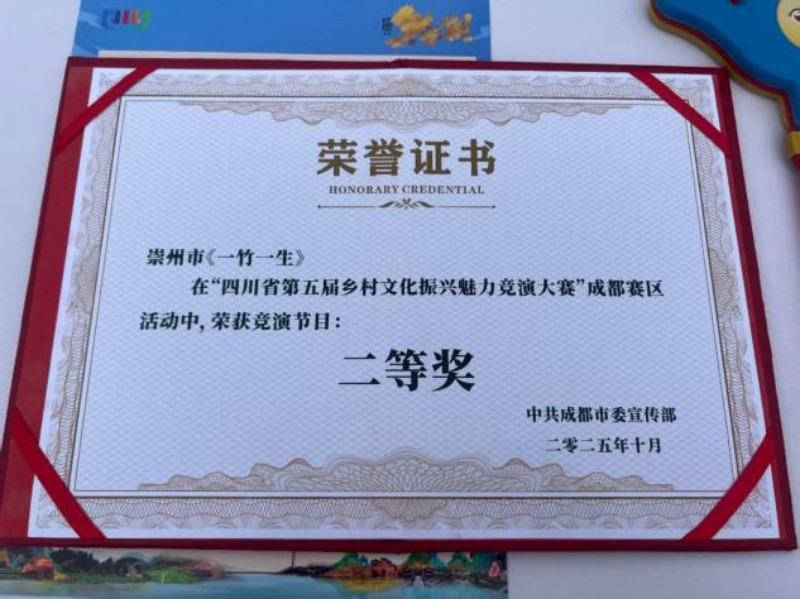 荣誉证书
HONORARY CREDENTIAL
崇州市《一竹一生》
在“四川省第五届乡村文化振兴魅力竞演大赛”成都赛区
活动中,荣获竞演节目：
二等奖
中共成都市委宣传部
二零二五年十月